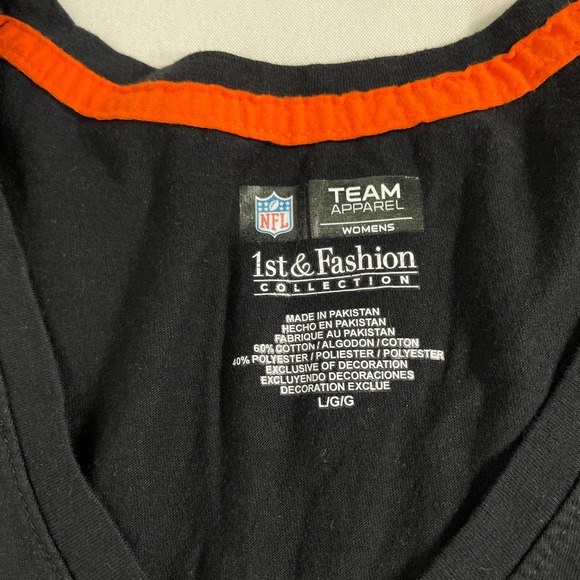 NFL
TEAM
APPAREL
WOMENS
1st & Fashion
COLLECTION
MADE IN PAKISTAN
HECHO EN PAKISTAN
FABRIQUE AU PAKISTAN
60% COTTON / ALGODON / COTON
40% POLYESTER / POLIESTER / POLYESTER
EXCLUSIVE OF DECORATION
EXCLUYENDO DECORACIONES
DECORATION EXCLUE
L/G/G